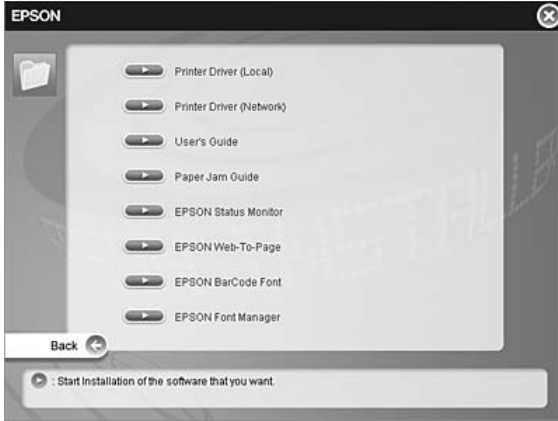 EPSON
Printer Driver (Local)
Printer Driver (Network)
User's Guide
Paper Jam Guide
EPSON Status Monitor
EPSON Web-To-Page
EPSON BarCode Font
EPSON Font Manager
Back
: Start Installation of the software that you want.